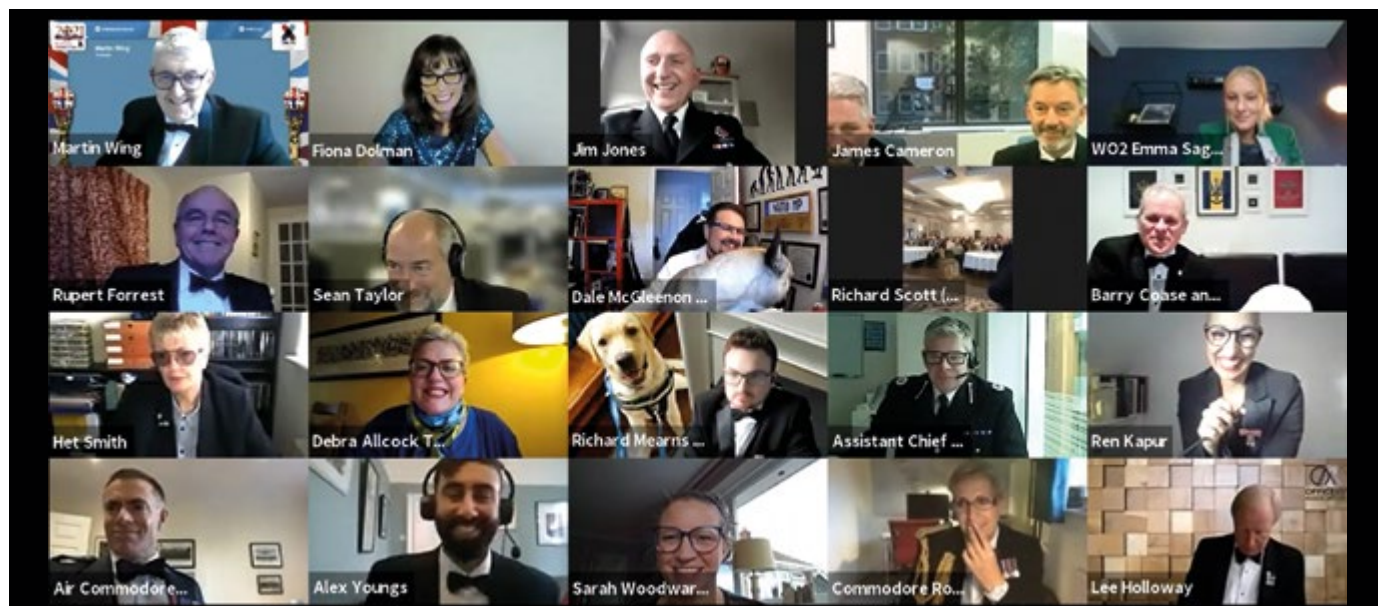 Martin Wing
Fiona Dolman
Jim Jones
James Cameron
WO2 Emma Sag...
Rupert Forrest
Sean Taylor
Dale McGleenon ...
Richard Scott (...
Barry Coase an...
Het Smith
Debra Allcock T...
Richard Mearns ...
Assistant Chief ...
Ren Kapur
Air Commodore...
Alex Youngs
Sarah Woodwar...
Commodore Ro...
Lee Holloway